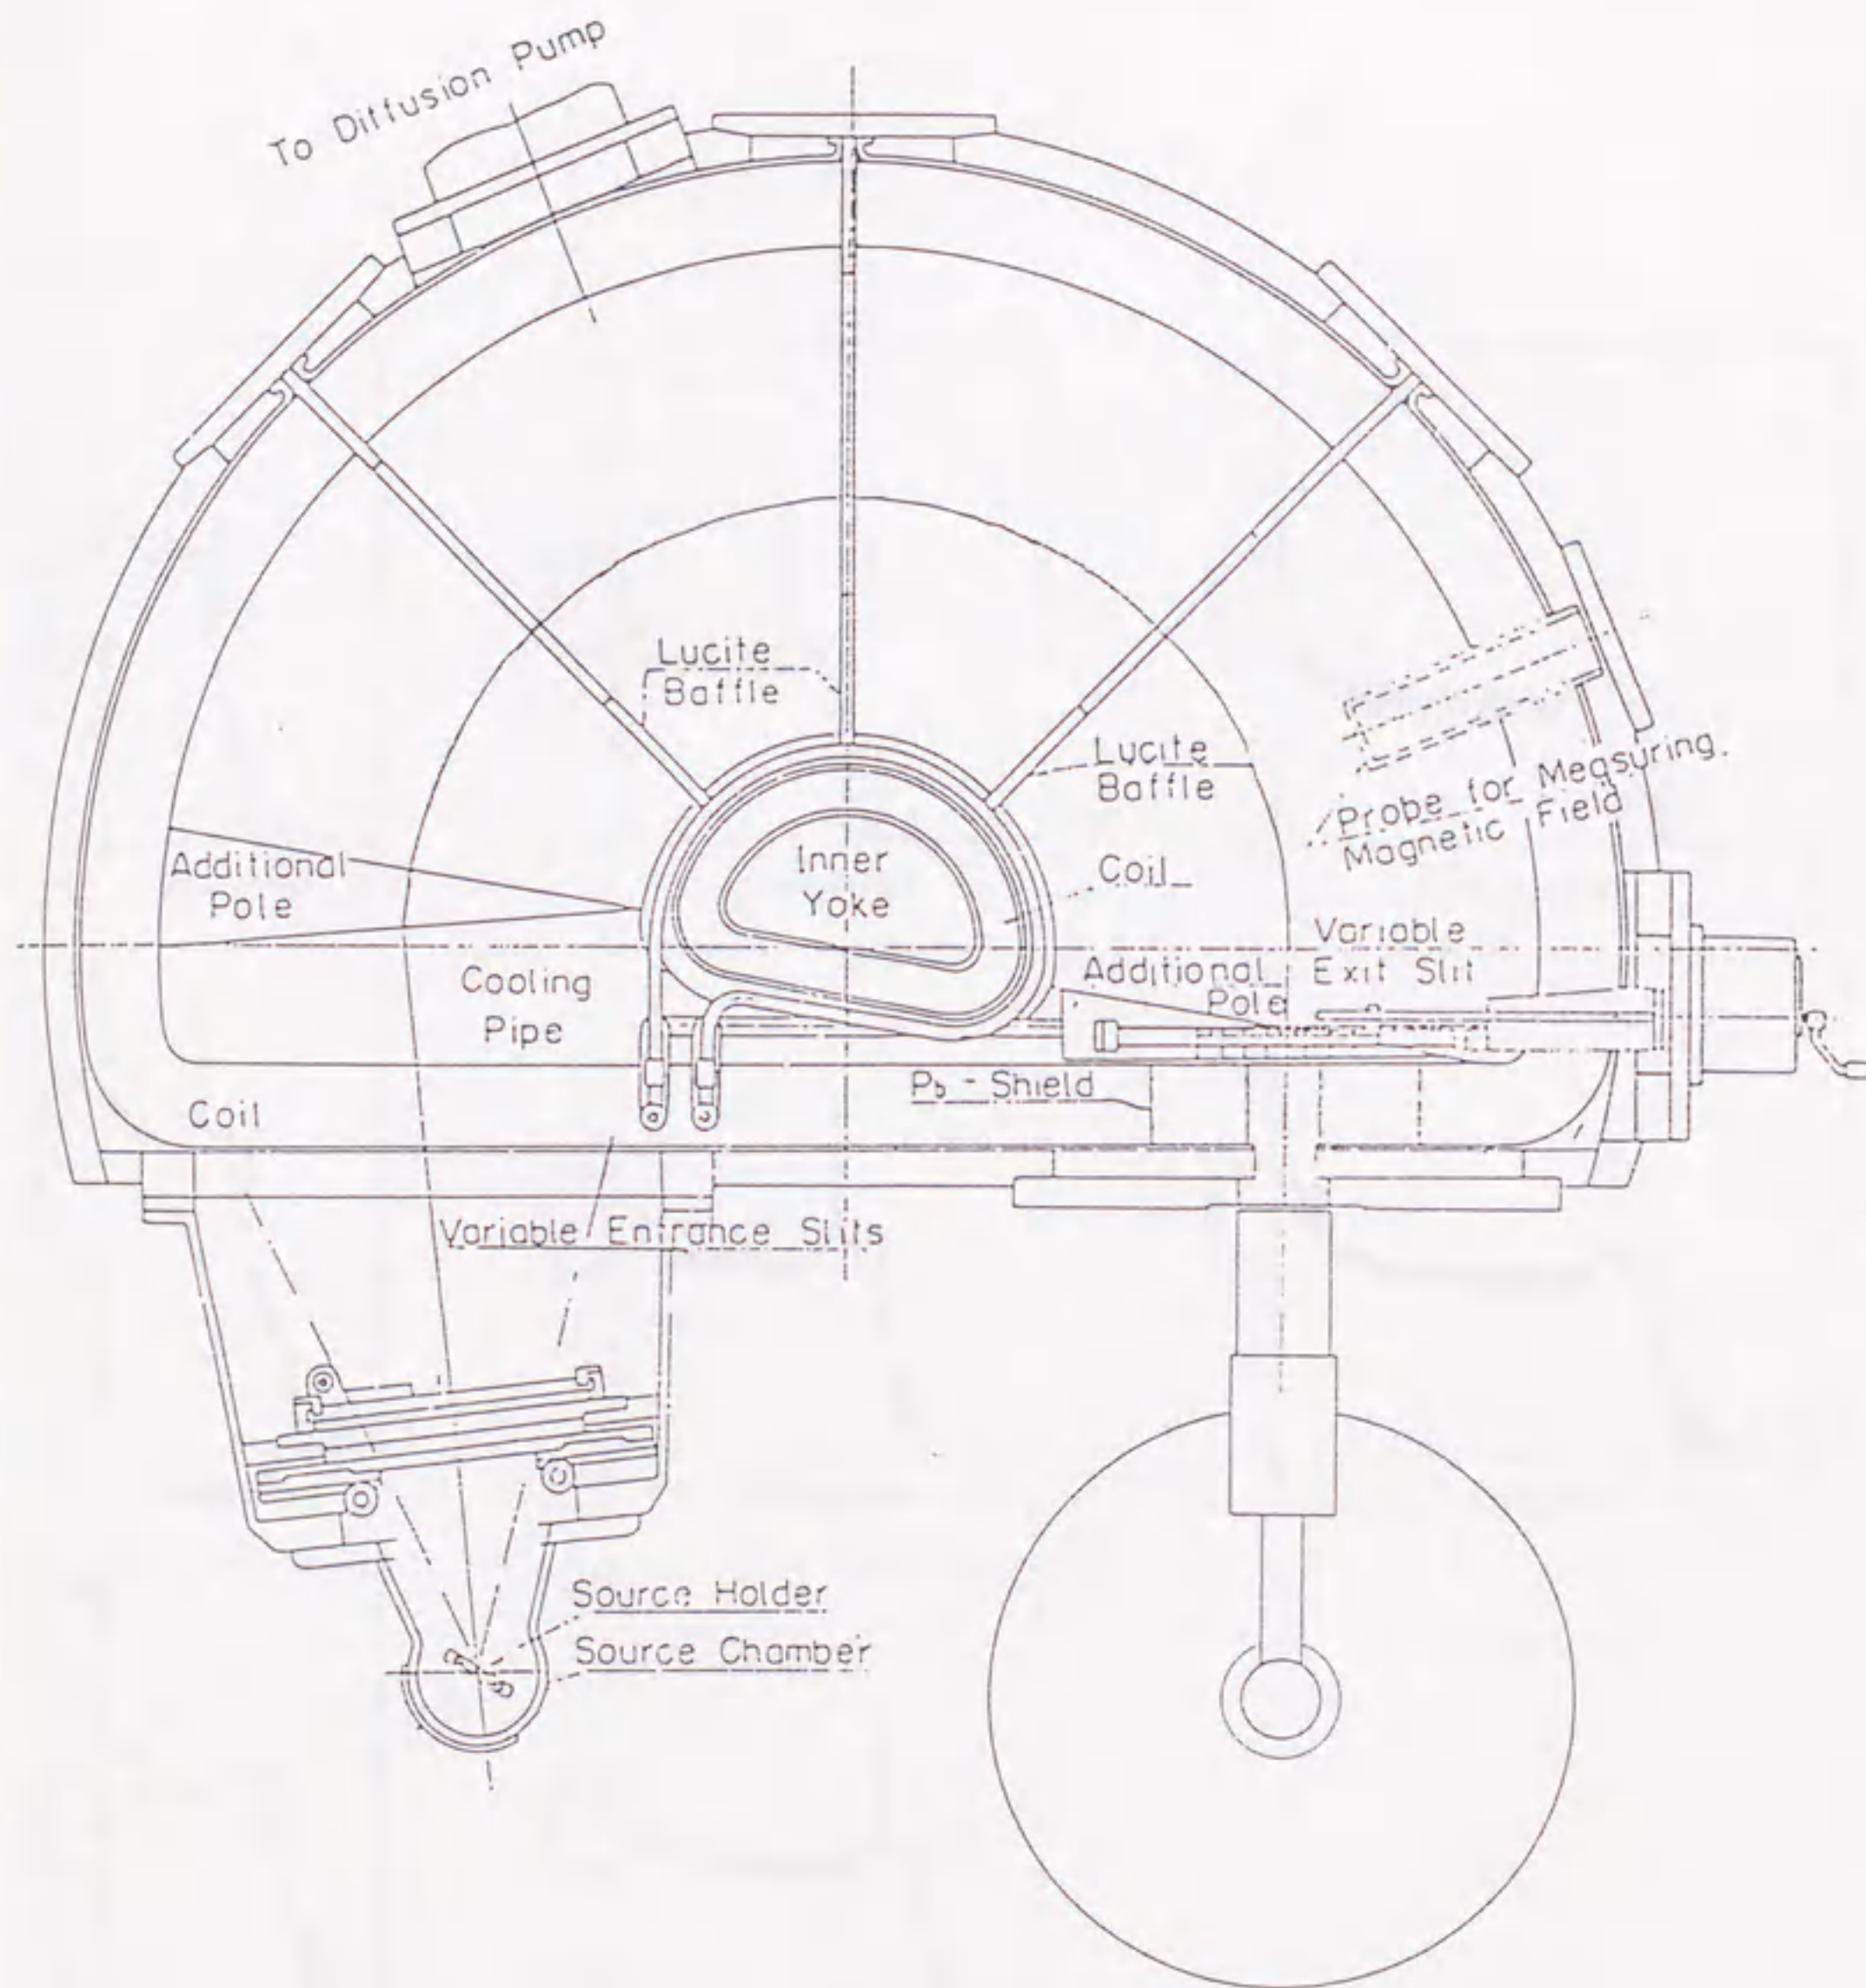 To Diffusion Pump
Lucite
Baffle
Lucite
Baffle
Probe for Measuring
Magnetic Field
Additional
Pole
Inner
Yoke
Coil
Variable
Exit Slit
Additional
Pole
Cooling
Pipe
Pb-Shield
Coil
Variable Entrance Slits
Source Holder
Source Chamber